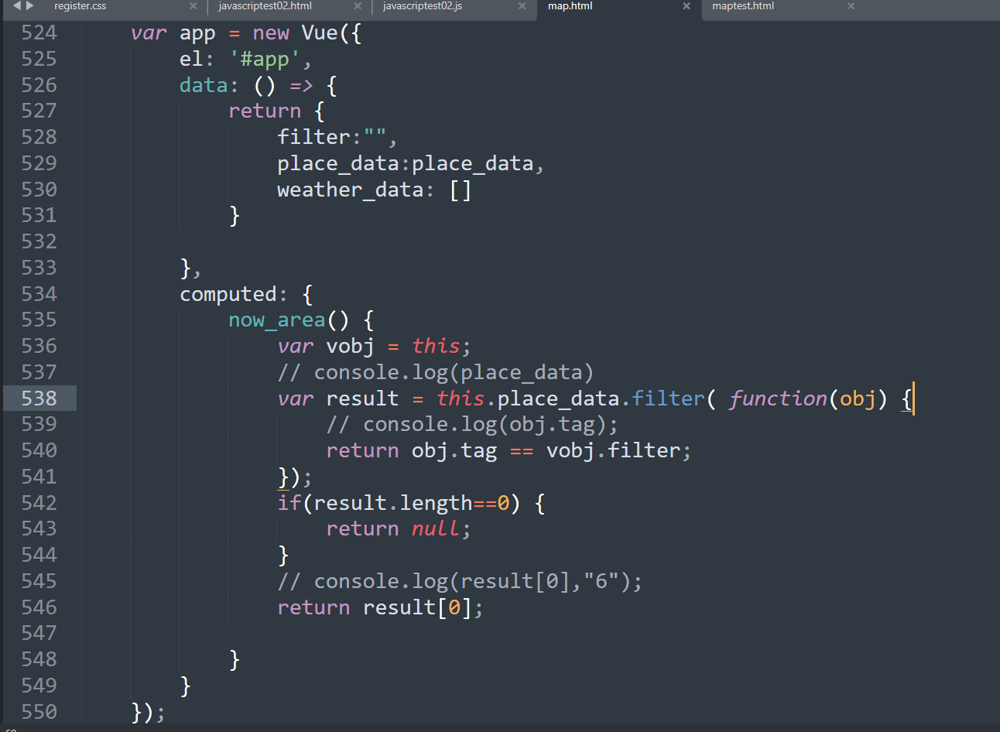 register.css × javascriptest02.html × javascriptest02.js × map.html × maptest.html ×
524 var app = new Vue({
525 el: '#app',
526 data: () => {
527 return {
528 filter:"",
529 place_data:place_data,
530 weather_data: []
531 }
532
533 },
534 computed: {
535 now_area() {
536 var vobj = this;
537 // console.log(place_data)
538 var result = this.place_data.filter( function(obj) {
539 // console.log(obj.tag);
540 return obj.tag == vobj.filter;
541 });
542 if(result.length==0) {
543 return null;
544 }
545 // console.log(result[0],"6");
546 return result[0];
547
548 }
549 }
550 });